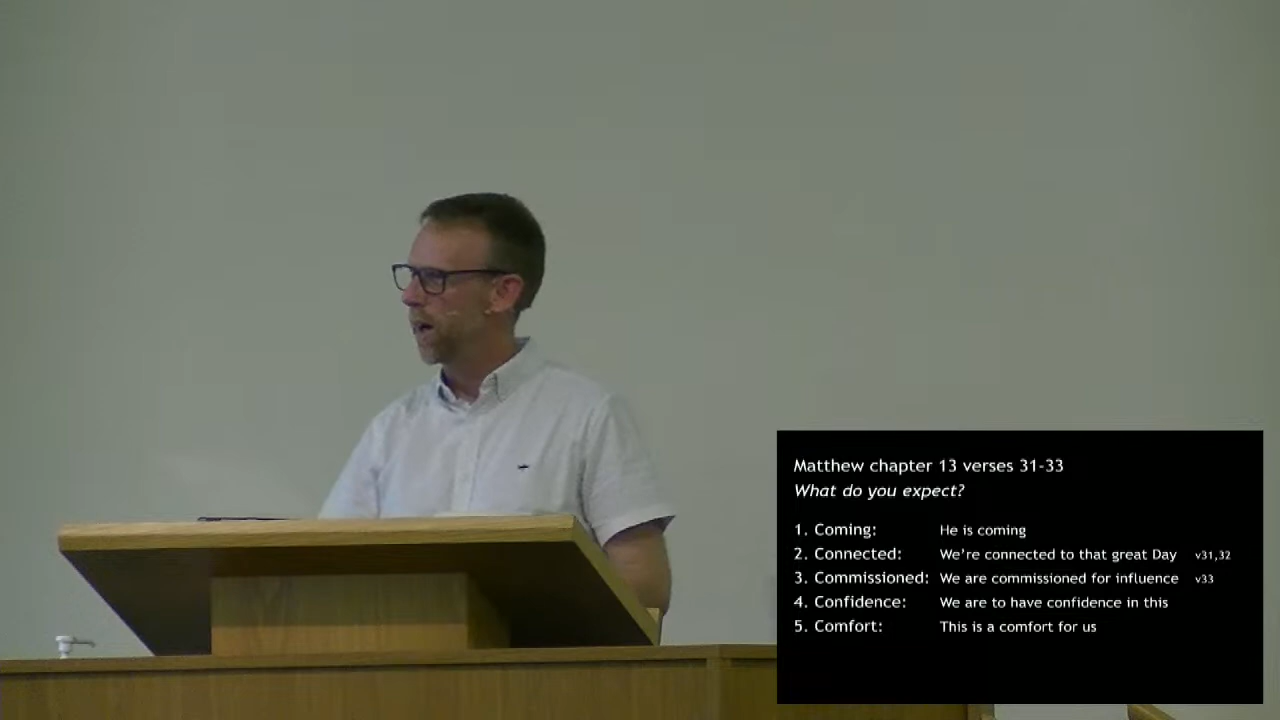 Matthew chapter 13 verses 31-33
What do you expect?
1. Coming: He is coming
2. Connected: We're connected to that great Day v31,32
3. Commissioned: We are commissioned for influence v33
4. Confidence: We are to have confidence in this
5. Comfort: This is a comfort for us